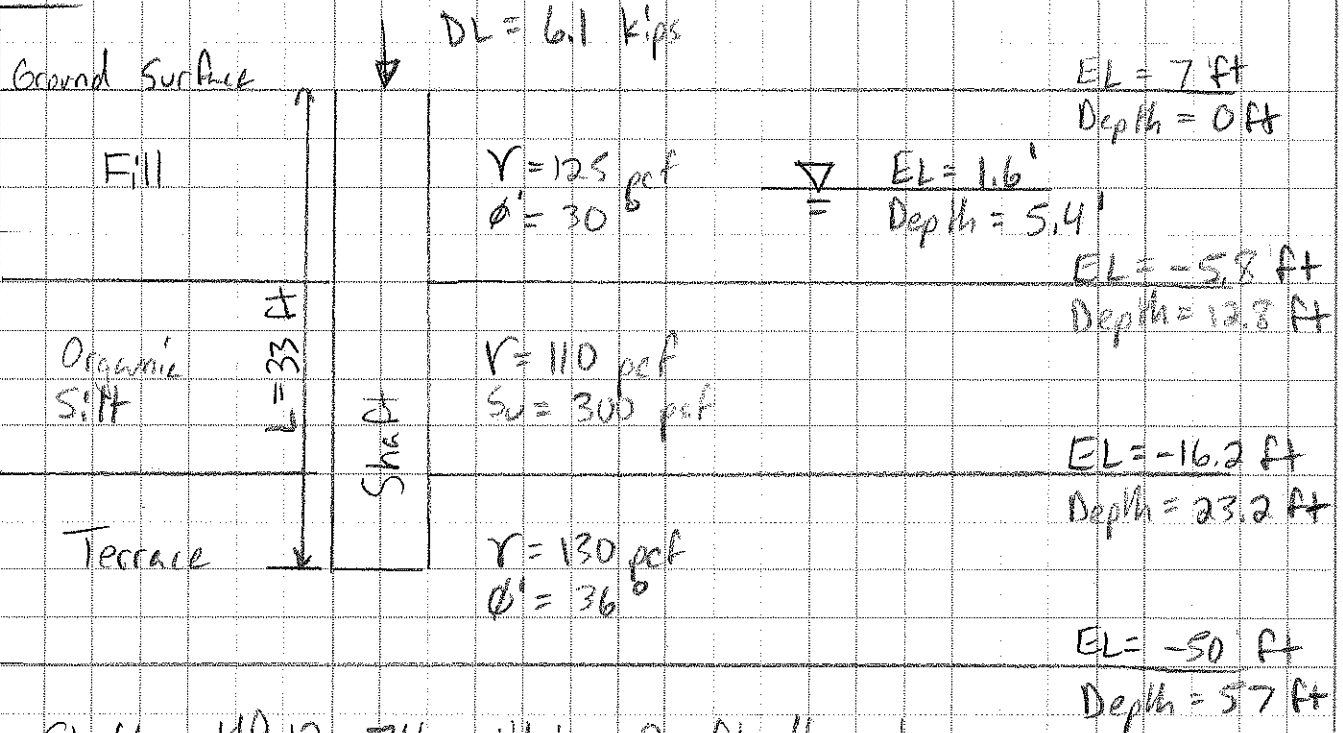 DL = 6.1 kips
Ground Surface
EL = 7 ft
Depth = 0 ft
Fill
γ = 125 pcf
ϕ' = 30°
EL = 1.6'
Depth = 5.4'
EL = -5.8 ft
Depth = 12.8 ft
L = 33 ft
Organic
Silt
γ = 110 pcf
Su = 300 psf
Shaft
EL = -16.2 ft
Depth = 23.2 ft
Terrace
γ = 130 pcf
ϕ' = 36°
EL = -50 ft
Depth = 57 ft